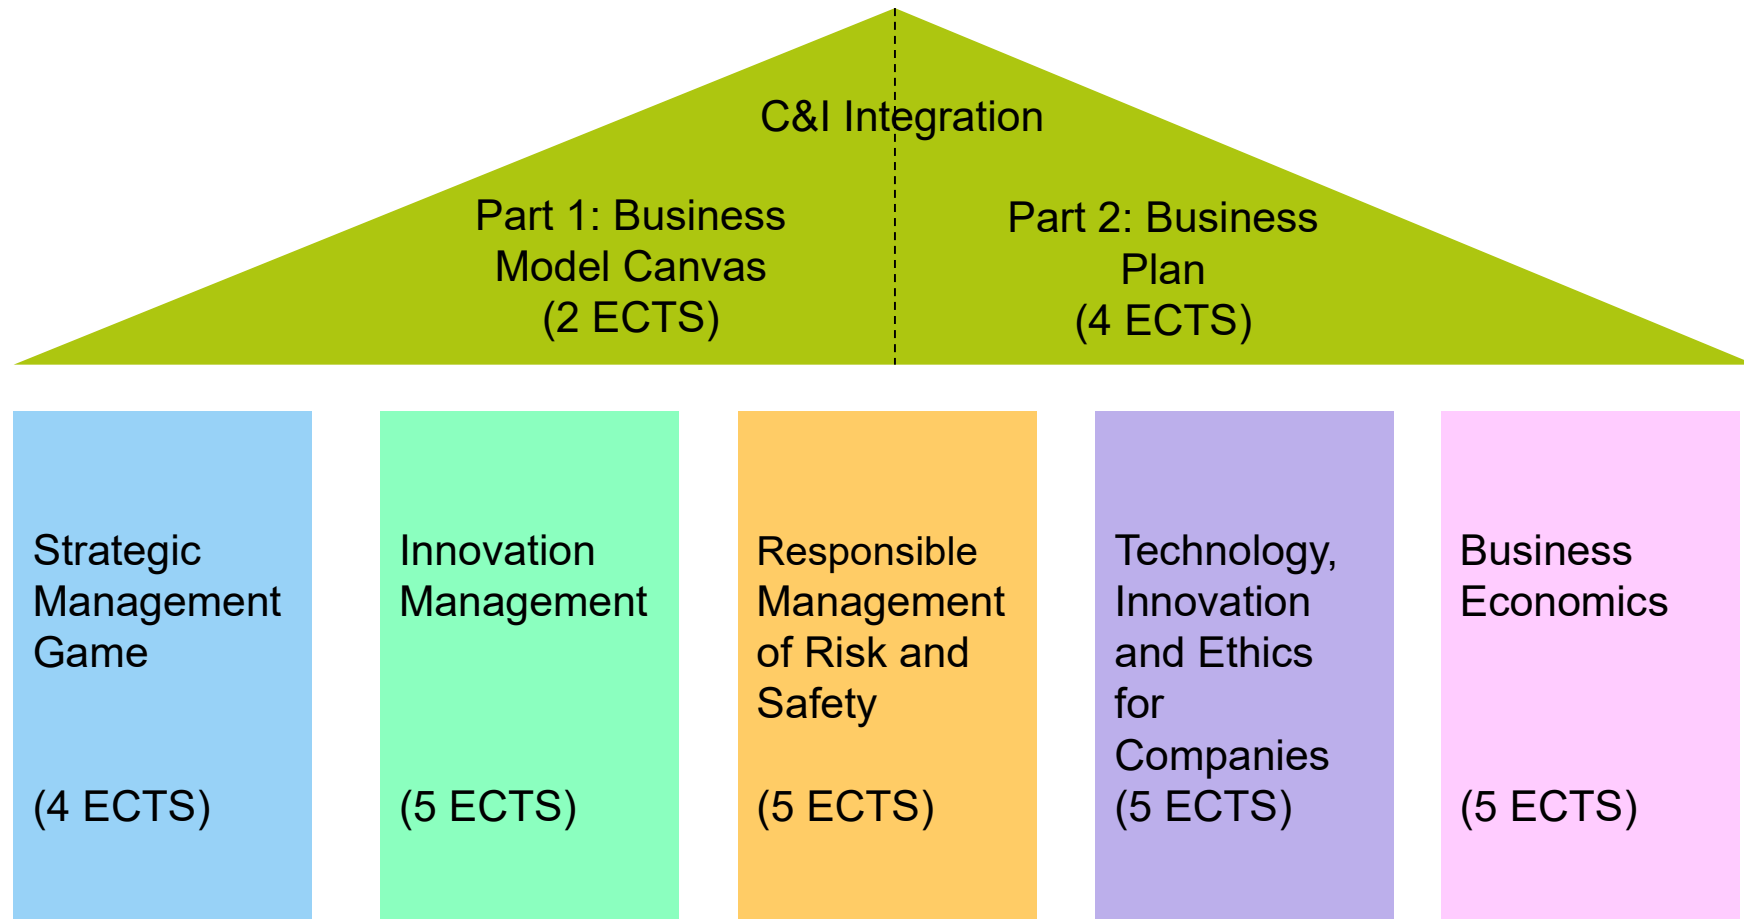 C&I Integration
Part 1: Business
Model Canvas
(2 ECTS)
Part 2: Business
Plan
(4 ECTS)
Strategic
Management
Game
(4 ECTS)
Innovation
Management
(5 ECTS)
Responsible
Management
of Risk and
Safety
(5 ECTS)
Technology,
Innovation
and Ethics
for
Companies
(5 ECTS)
Business
Economics
(5 ECTS)